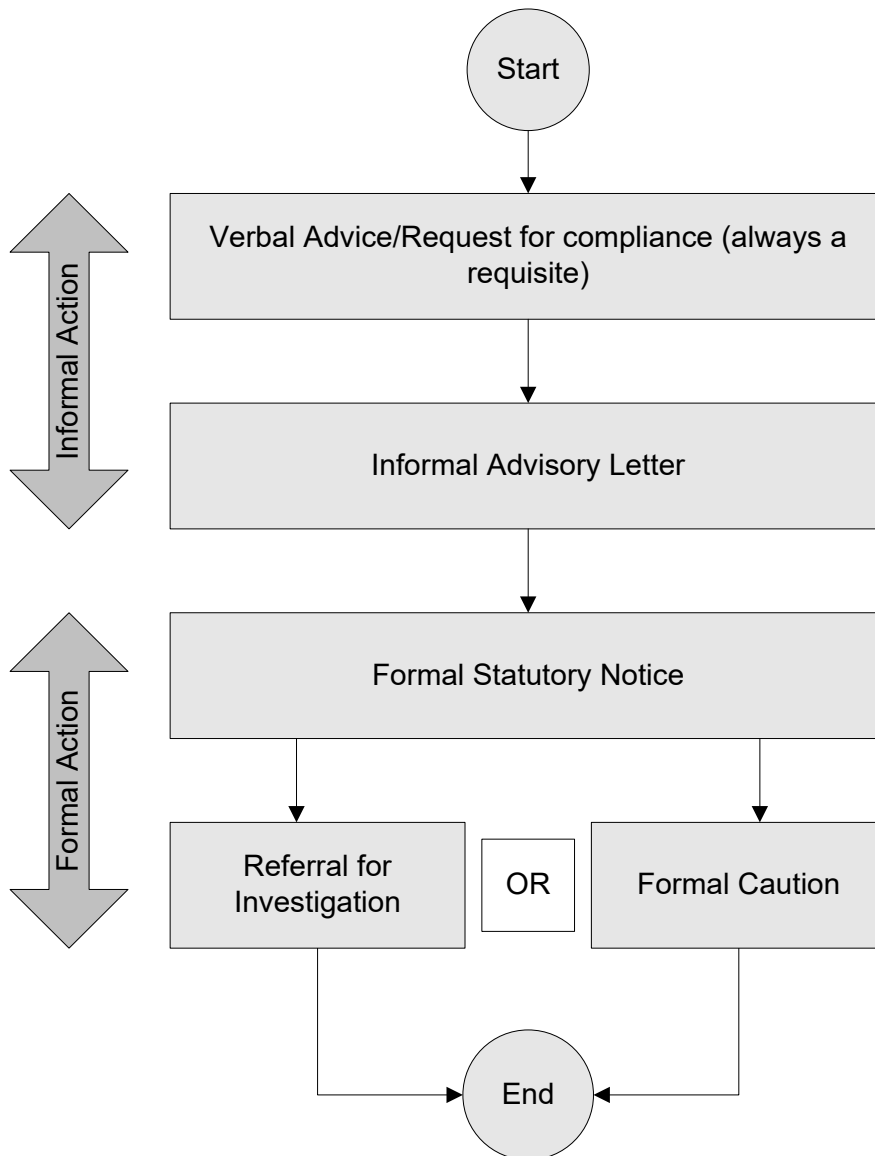 Start
Verbal Advice/Request for compliance (always a
requisite)
Informal Action
Informal Advisory Letter
Formal Statutory Notice
Formal Action
Referral for
Investigation
OR
Formal Caution
End